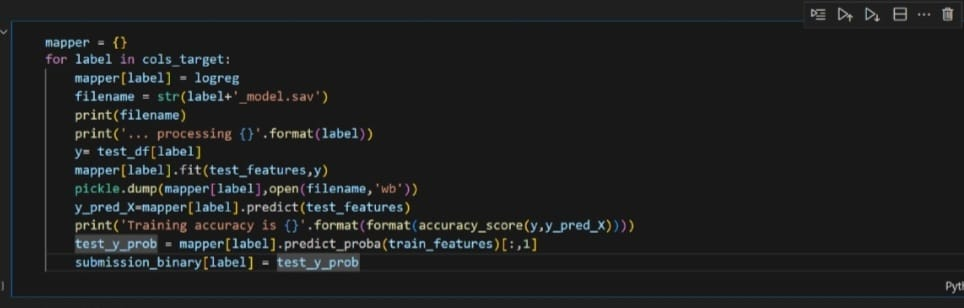 mapper = {}
for label in cols_target:
    mapper[label] = logreg
    filename = str(label+'_model.sav')
    print(filename)
    print('... processing {}'.format(label))
    y= test_df[label]
    mapper[label].fit(test_features,y)
    pickle.dump(mapper[label],open(filename,'wb'))
    y_pred_X=mapper[label].predict(test_features)
    print('Training accuracy is {}'.format(format(accuracy_score(y,y_pred_X))))
    test_y_prob = mapper[label].predict_proba(train_features)[:,1]
    submission_binary[label] = test_y_prob